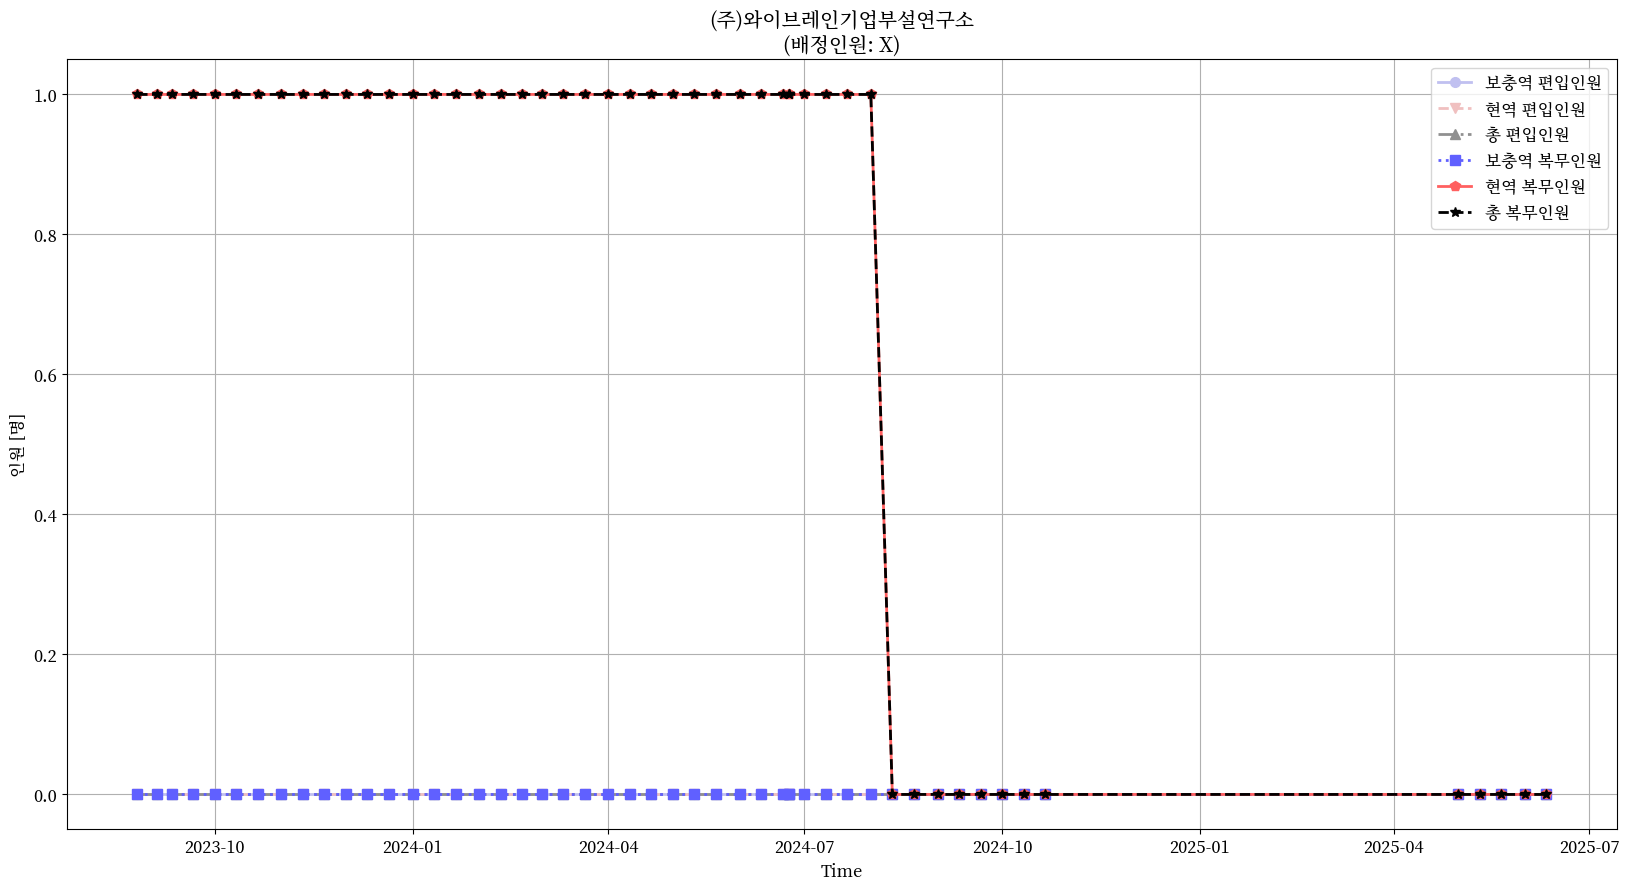 (주)와이브레인기업부설연구소
(배정인원: X)
보충역 편입인원
현역 편입인원
총 편입인원
보충역 복무인원
현역 복무인원
총 복무인원
인원 [명]
1.0
0.8
0.6
0.4
0.2
0.0
2023-10
2024-01
2024-04
2024-07
2024-10
2025-01
2025-04
2025-07
Time